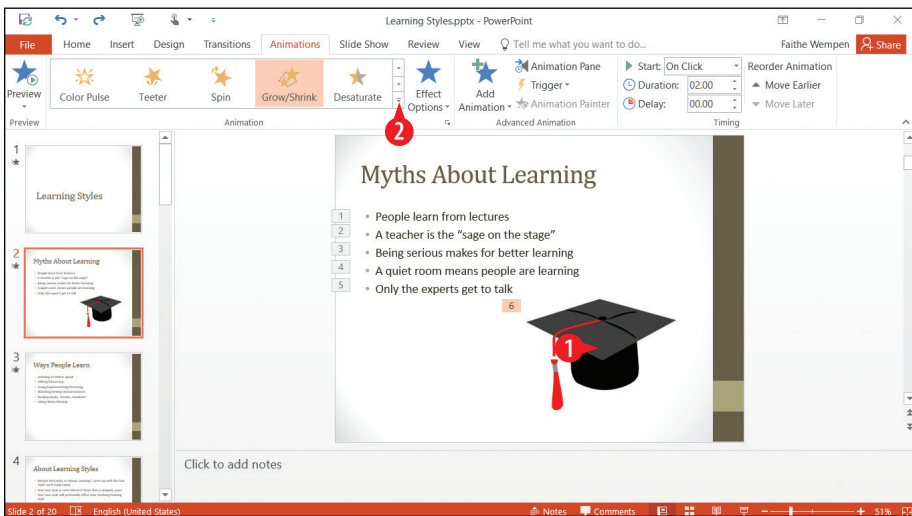 Learning Styles.pptx - PowerPoint
File Home Insert Design Transitions Animations Slide Show Review View Tell me what you want to do... Faithe Wempen Share
Preview Color Pulse Teeter Spin Grow/Shrink Desaturate Effect Options Add Animation Animation Pane Trigger Animation Painter Start: On Click Duration: 02.00 Delay: 00.00 Reorder Animation Move Earlier Move Later
Preview Animation Advanced Animation Timing
2
1
Learning Styles
2
Myths About Learning
3
Ways People Learn
4
About Learning Styles
Myths About Learning
1 • People learn from lectures
2 • A teacher is the “sage on the stage”
3 • Being serious makes for better learning
4 • A quiet room means people are learning
5 • Only the experts get to talk
6
1
Click to add notes
Slide 2 of 20 English (United States) Notes Comments 51%